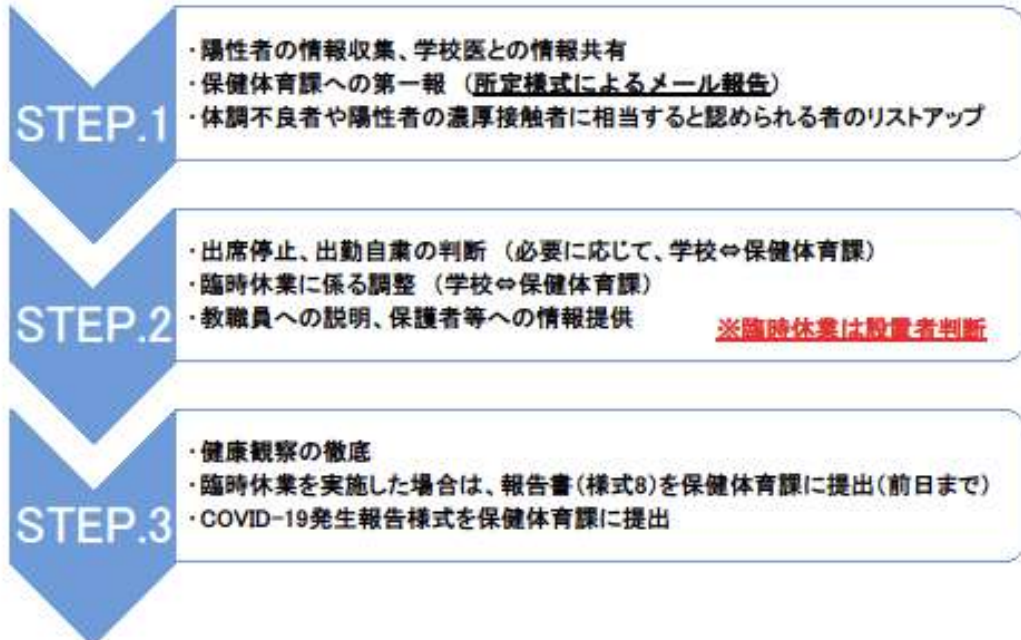 STEP.1
・陽性者の情報収集、学校医との情報共有
・保健体育課への第一報 （所定様式によるメール報告）
・体調不良者や陽性者の濃厚接触者に相当すると認められる者のリストアップ
STEP.2
・出席停止、出勤自粛の判断 （必要に応じて、学校⇔保健体育課）
・臨時休業に係る調整 （学校⇔保健体育課）
・教職員への説明、保護者等への情報提供
※臨時休業は設置者判断
STEP.3
・健康観察の徹底
・臨時休業を実施した場合は、報告書（様式8）を保健体育課に提出（前日まで）
・COVID-19発生報告様式を保健体育課に提出